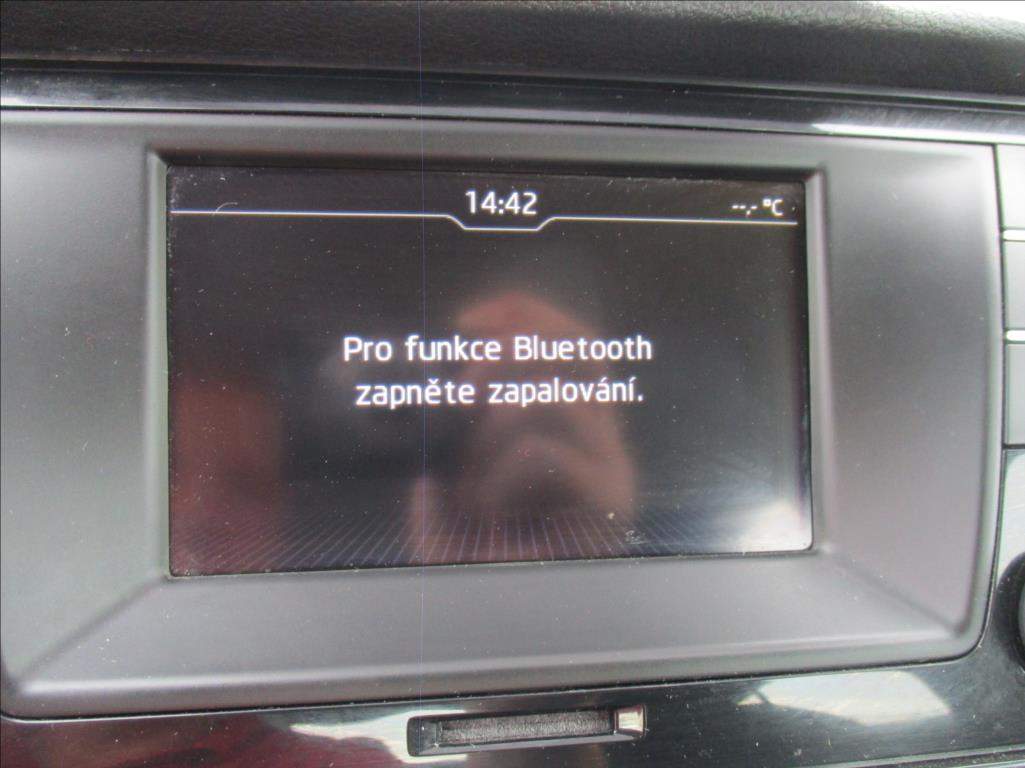 14:42
--,- °C
Pro funkce Bluetooth
zapněte zapalování.